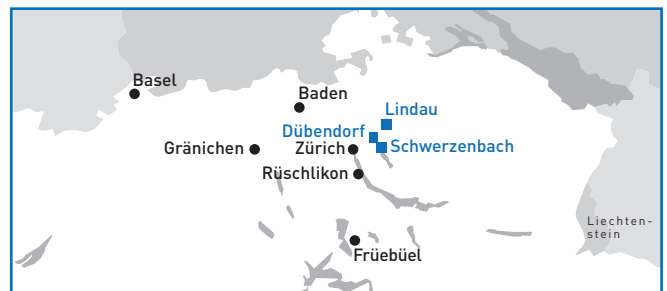 Basel
Baden
Lindau
Dübendorf
Gränichen
Zürich
Schwerzenbach
Rüschlikon
Liechten-
stein
Früebüel